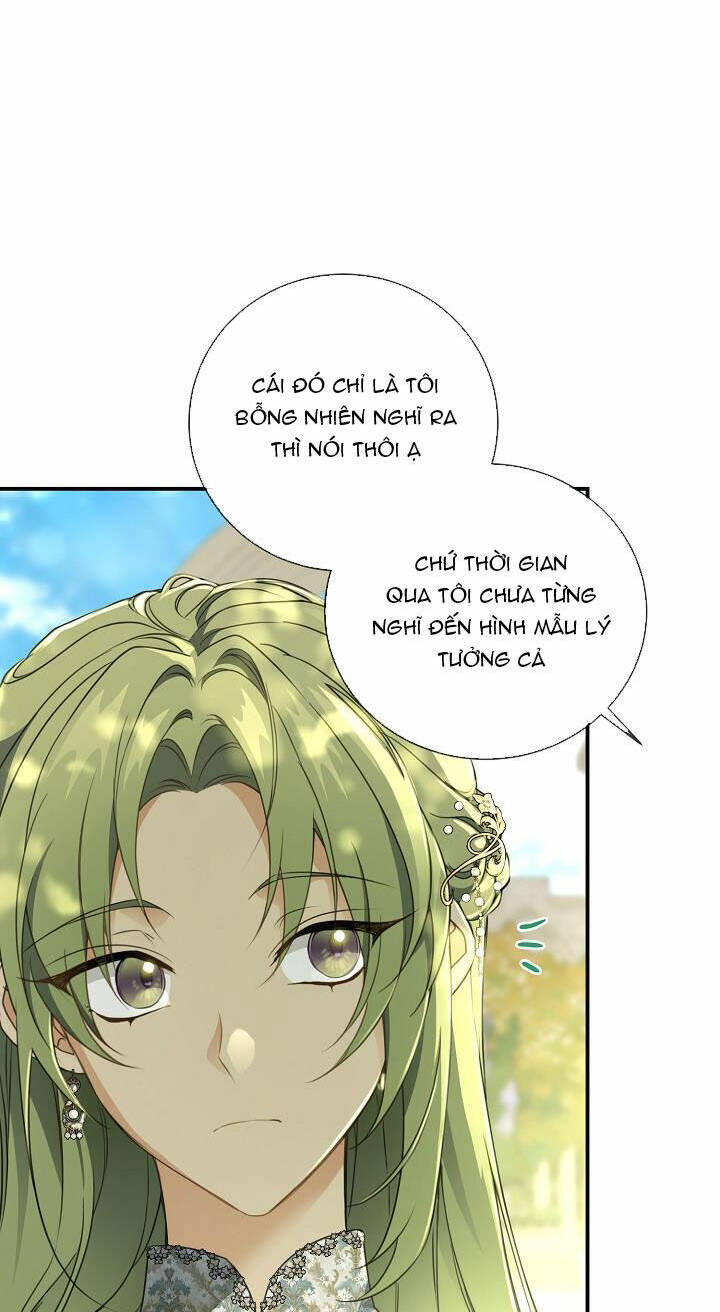 CÁI ĐÓ CHỈ LÀ TÔI
BỖNG NHIÊN NGHĨ RA
THÌ NÓI THÔI Ạ
CHỨ THỜI GIAN
QUA TÔI CHƯA TỪNG
NGHĨ ĐẾN HÌNH MẪU LÝ
TƯỞNG CẢ